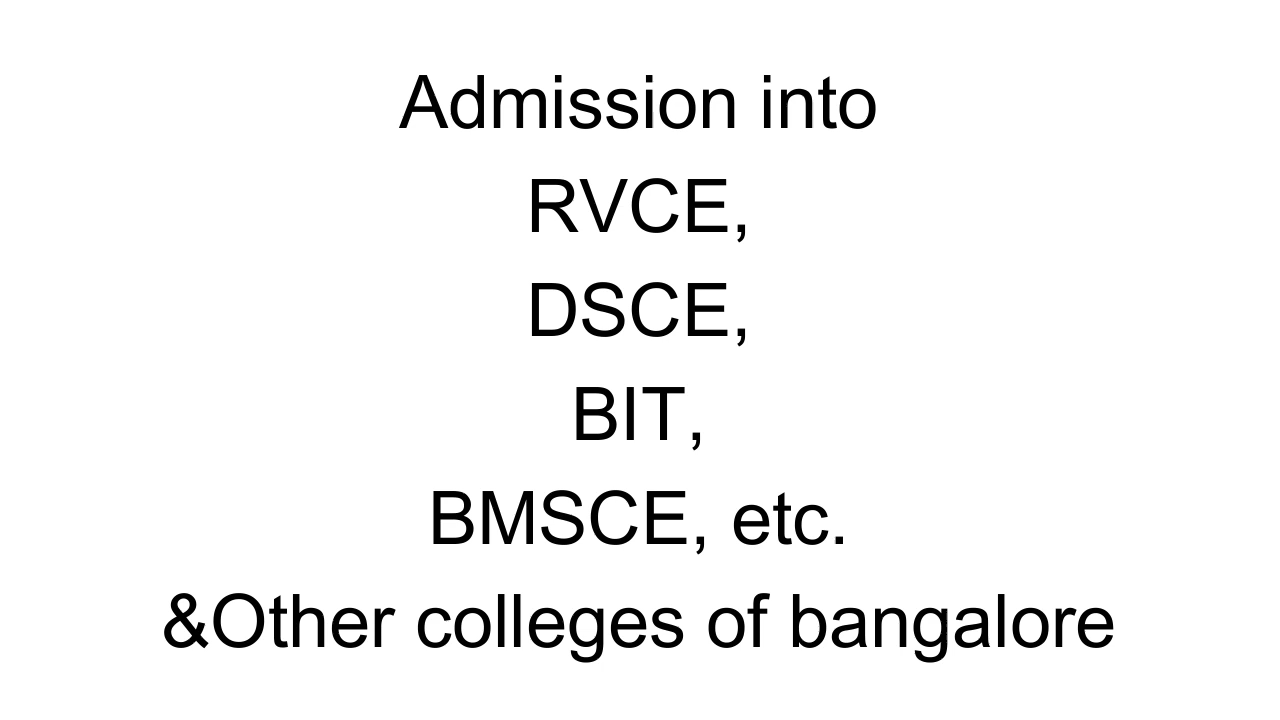 Admission into
RVCE,
DSCE,
BIT,
BMSCE, etc.
&Other colleges of bangalore